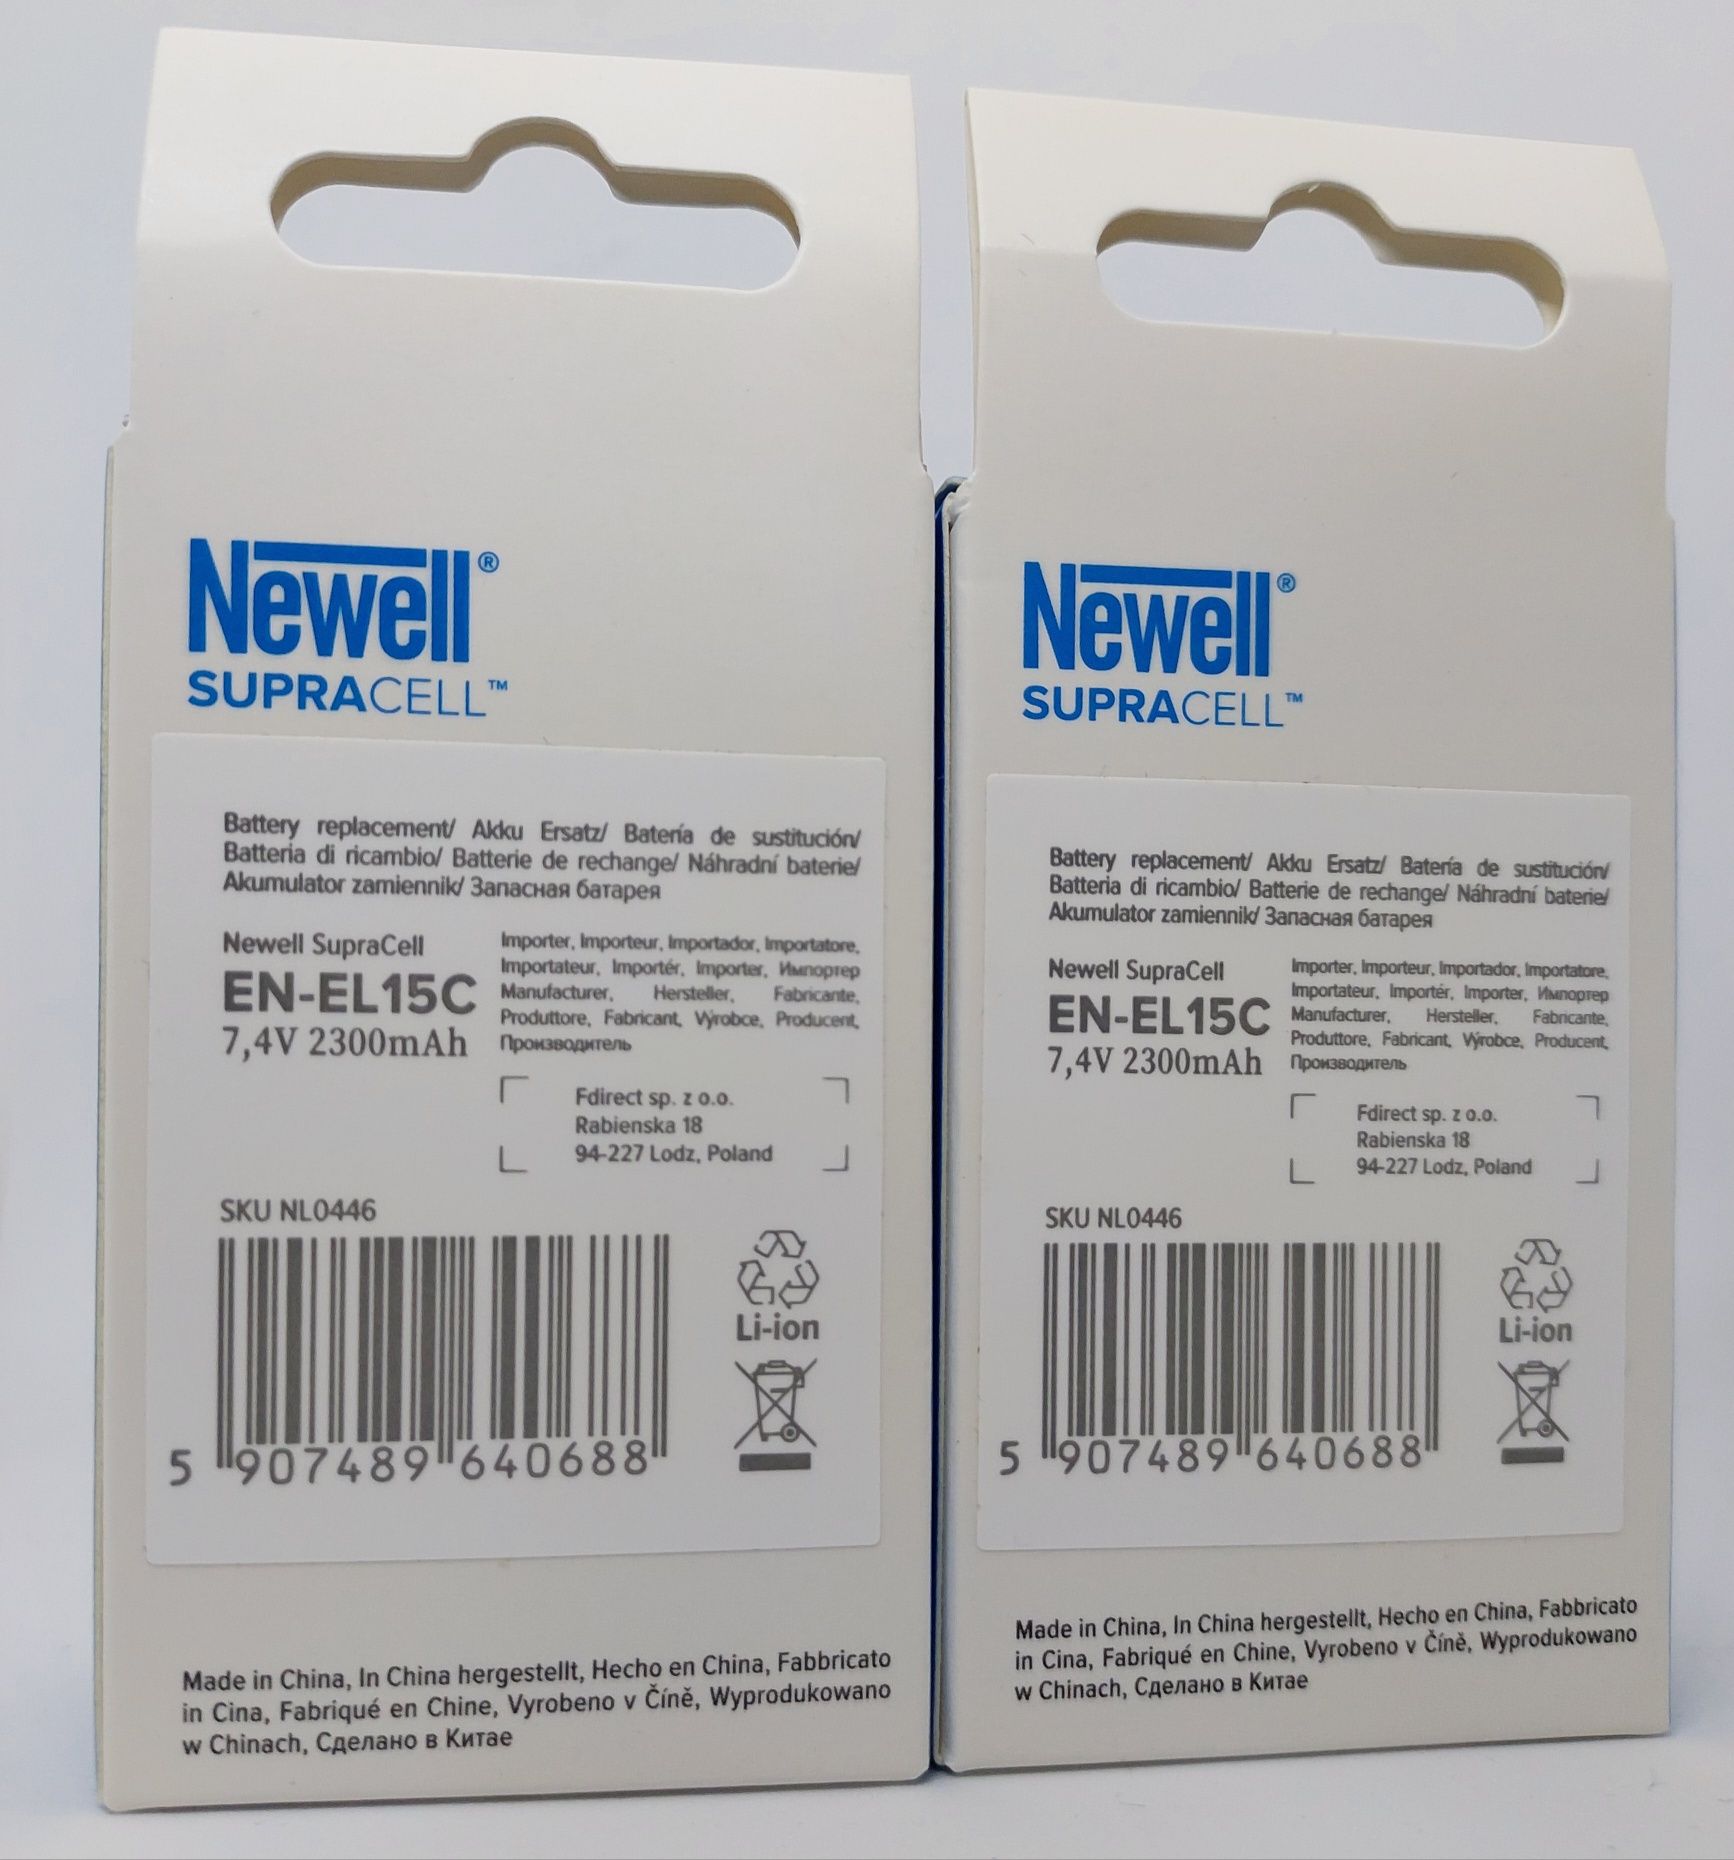 Newell®
SUPRACELL™
Battery replacement/ Akku Ersatz/ Batería de sustitución/
Batteria di ricambio/ Batterie de rechange/ Náhradní baterie/
Akumulator zamiennik/ Запасная батарея
Newell SupraCell
EN-EL15C
7,4V 2300mAh
Importer, Importeur, Importador, Importatore,
Importateur, Importér, Importer, Импортер
Manufacturer, Hersteller, Fabricante,
Produttore, Fabricant, Výrobce, Producent,
Производитель
Fdirect sp. z o.o.
Rabienska 18
94-227 Lodz, Poland
SKU NL0446
Li-ion
5 907489 640688
Made in China, In China hergestellt, Hecho en China, Fabbricato
in Cina, Fabriqué en Chine, Vyrobeno v Číně, Wyprodukowano
w Chinach, Сделано в Китае
Newell®
SUPRACELL™
Battery replacement/ Akku Ersatz/ Batería de sustitución/
Batteria di ricambio/ Batterie de rechange/ Náhradní baterie/
Akumulator zamiennik/ Запасная батарея
Newell SupraCell
EN-EL15C
7,4V 2300mAh
Importer, Importeur, Importador, Importatore,
Importateur, Importér, Importer, Импортер
Manufacturer, Hersteller, Fabricante,
Produttore, Fabricant, Výrobce, Producent,
Производитель
Fdirect sp. z o.o.
Rabienska 18
94-227 Lodz, Poland
SKU NL0446
Li-ion
5 907489 640688
Made in China, In China hergestellt, Hecho en China, Fabbricato
in Cina, Fabriqué en Chine, Vyrobeno v Číně, Wyprodukowano
w Chinach, Сделано в Китае